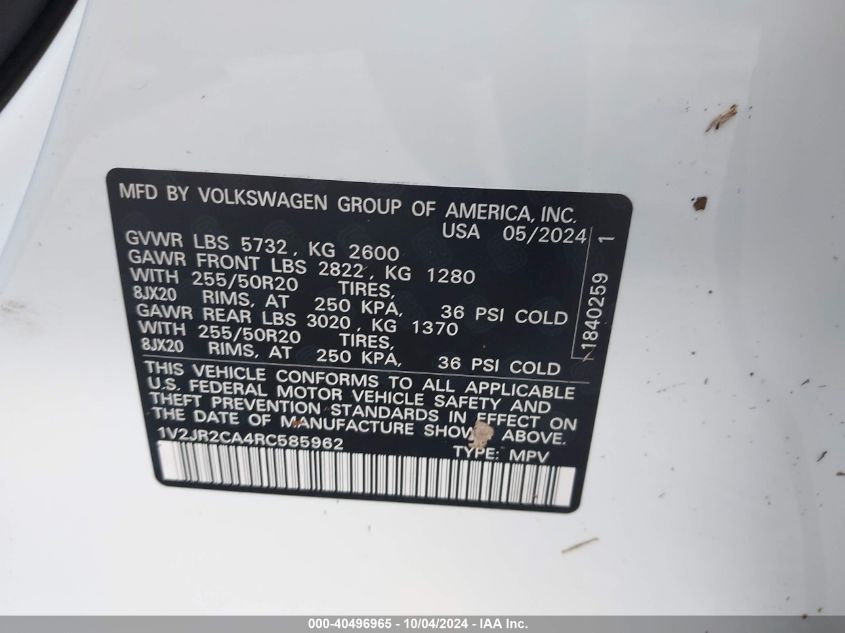 MFD BY VOLKSWAGEN GROUP OF AMERICA, INC.
USA 05/2024
GVWR LBS 5732, KG 2600
GAWR FRONT LBS 2822, KG 1280
WITH 255/50R20 TIRES,
8JX20 RIMS, AT 250 KPA, 36 PSI COLD
GAWR REAR LBS 3020, KG 1370
WITH 255/50R20 TIRES,
8JX20 RIMS, AT 250 KPA, 36 PSI COLD
1840259 1
THIS VEHICLE CONFORMS TO ALL APPLICABLE
U.S. FEDERAL MOTOR VEHICLE SAFETY AND
THEFT PREVENTION STANDARDS IN EFFECT ON
THE DATE OF MANUFACTURE SHOWN ABOVE.
1V2JR2CA4RC585962 TYPE: MPV
000-40496965 - 10/04/2024 - IAA Inc.